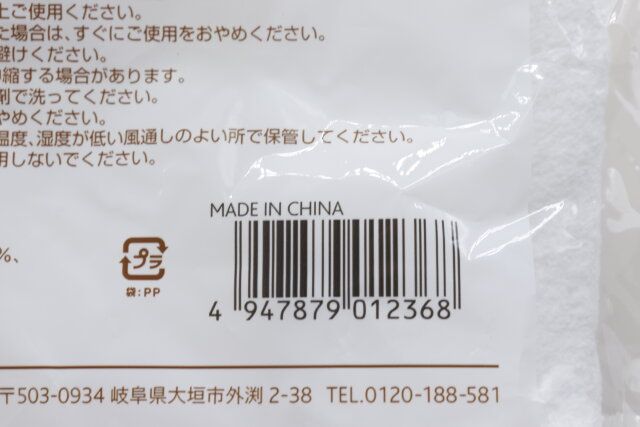 上ご使用ください。
た場合は、すぐにご使用をおやめください。
避けください。
縮する場合があります。
剤で洗ってください。
やめください。
温度、湿度が低い風通しのよい所で保管してください。
用しないでください。
MADE IN CHINA
%、
プラ
袋:PP
4 947879 012368
〒503-0934 岐阜県大垣市外渕 2-38 TEL.0120-188-581